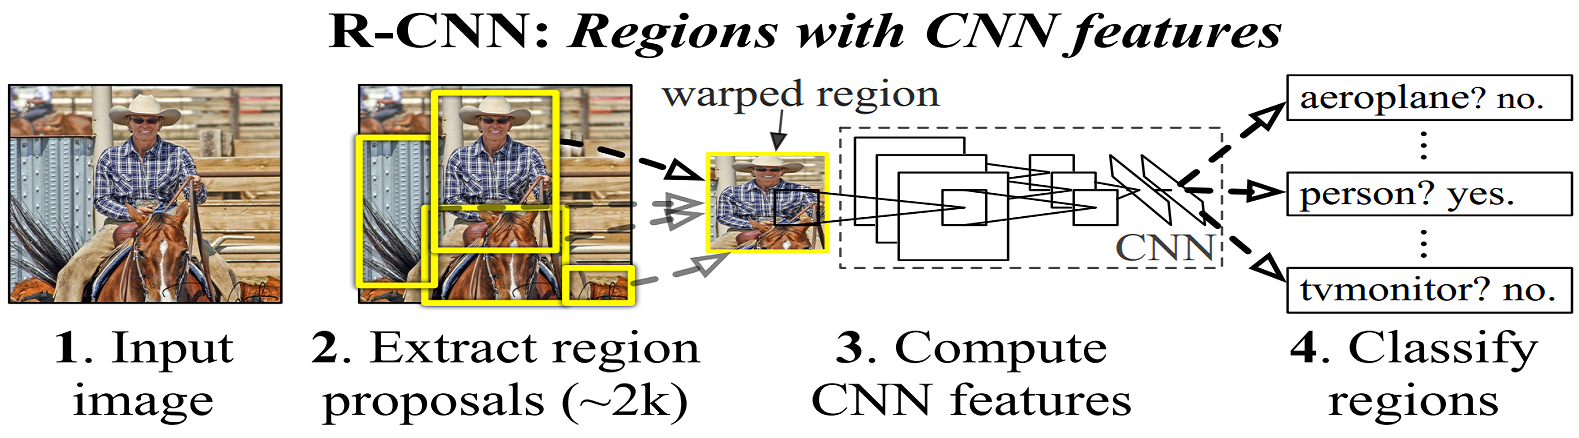 R-CNN: Regions with CNN features
warped region
aeroplane? no.
person? yes.
tvmonitor? no.
CNN
1. Input
image
2. Extract region
proposals (~2k)
3. Compute
CNN features
4. Classify
regions